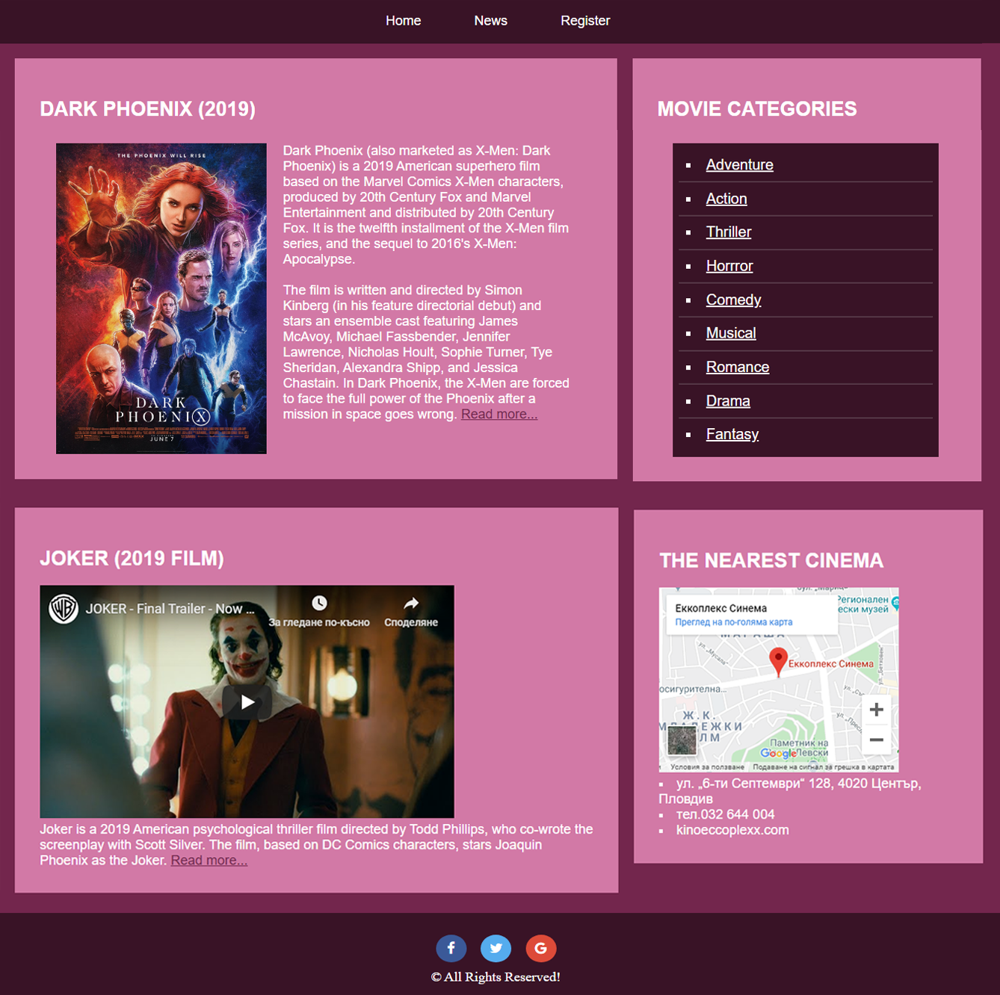 Home News Register
DARK PHOENIX (2019)
THE PHOENIX WILL RISE
DARK
PHOENIX
JUNE 7
Dark Phoenix (also marketed as X-Men: Dark
Phoenix) is a 2019 American superhero film
based on the Marvel Comics X-Men characters,
produced by 20th Century Fox and Marvel
Entertainment and distributed by 20th Century
Fox. It is the twelfth installment of the X-Men film
series, and the sequel to 2016's X-Men:
Apocalypse.
The film is written and directed by Simon
Kinberg (in his feature directorial debut) and
stars an ensemble cast featuring James
McAvoy, Michael Fassbender, Jennifer
Lawrence, Nicholas Hoult, Sophie Turner, Tye
Sheridan, Alexandra Shipp, and Jessica
Chastain. In Dark Phoenix, the X-Men are forced
to face the full power of the Phoenix after a
mission in space goes wrong. Read more...
MOVIE CATEGORIES
Adventure
Action
Thriller
Horrror
Comedy
Musical
Romance
Drama
Fantasy
JOKER (2019 FILM)
JOKER - Final Trailer - Now ...
За гледане по-късно
Споделяне
Joker is a 2019 American psychological thriller film directed by Todd Phillips, who co-wrote the
screenplay with Scott Silver. The film, based on DC Comics characters, stars Joaquin
Phoenix as the Joker. Read more...
THE NEAREST CINEMA
Еккоплекс Синема
Преглед на по-голяма карта
Регионален
ески музей
МАРАША
ул. „Мусала"
Еккоплекс Синема
осигурителна...
Ж.К.
МЛАДЕЖКИ
ЛМ
Паметник на
Левски
Google
Условия за ползване Подаване на сигнал за грешка в картата
ул. „6-ти Септември“ 128, 4020 Център,
Пловдив
тел.032 644 004
kinoeccoplexx.com
© All Rights Reserved!